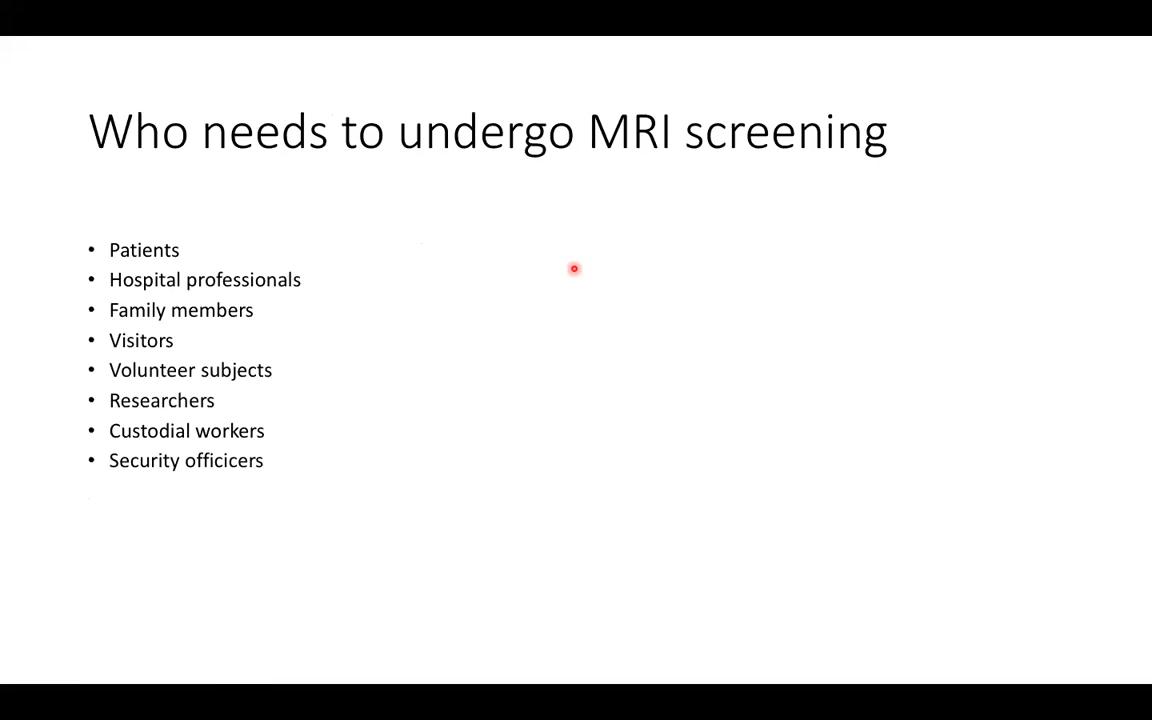 Who needs to undergo MRI screening
• Patients
• Hospital professionals
• Family members
• Visitors
• Volunteer subjects
• Researchers
• Custodial workers
• Security officicers